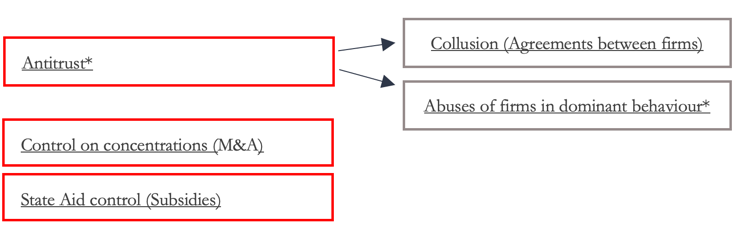 Antitrust*
Collusion (Agreements between firms)
Abuses of firms in dominant behaviour*
Control on concentrations (M&A)
State Aid control (Subsidies)